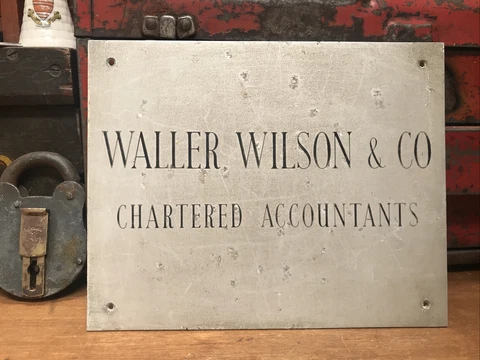 WALLER, WILSON & CO
CHARTERED ACCOUNTANTS